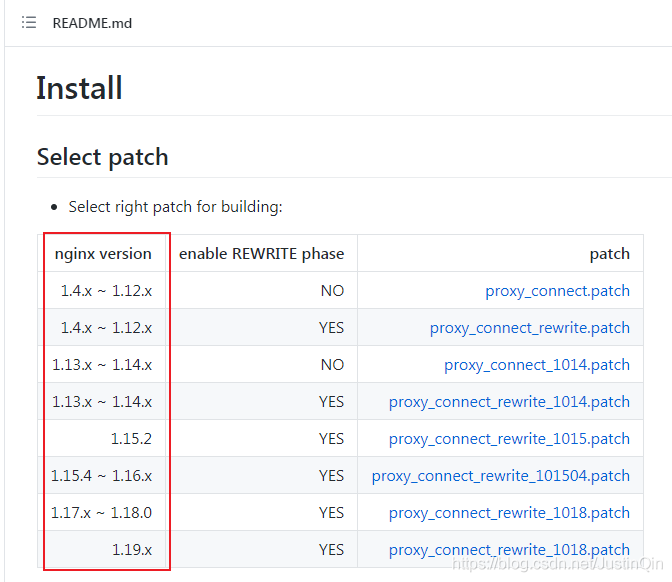 README.md
Install
Select patch
Select right patch for building:
nginx version enable REWRITE phase patch
1.4.x ~ 1.12.x NO proxy_connect.patch
1.4.x ~ 1.12.x YES proxy_connect_rewrite.patch
1.13.x ~ 1.14.x NO proxy_connect_1014.patch
1.13.x ~ 1.14.x YES proxy_connect_rewrite_1014.patch
1.15.2 YES proxy_connect_rewrite_1015.patch
1.15.4 ~ 1.16.x YES proxy_connect_rewrite_101504.patch
1.17.x ~ 1.18.0 YES proxy_connect_rewrite_1018.patch
1.19.x YES proxy_connect_rewrite_1018.patch
https://blog.csdn.net/JustinQin